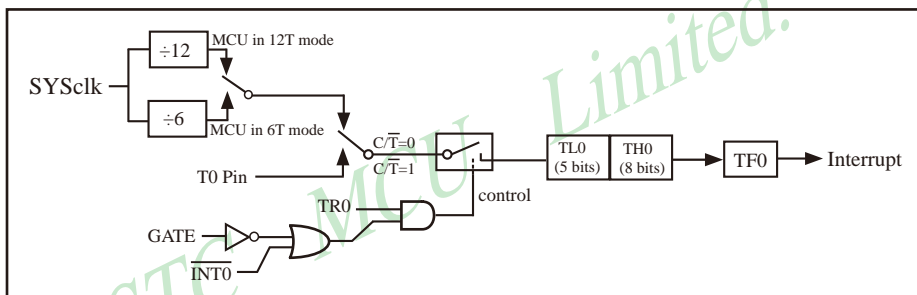 ÷12
MCU in 12T mode
SYSclk
÷6
MCU in 6T mode
T0 Pin
C/T̅=0
C/T̅=1
control
TL0
(5 bits)
TH0
(8 bits)
TF0
Interrupt
TR0
GATE
I̅N̅T̅0̅
STC MCU Limited.